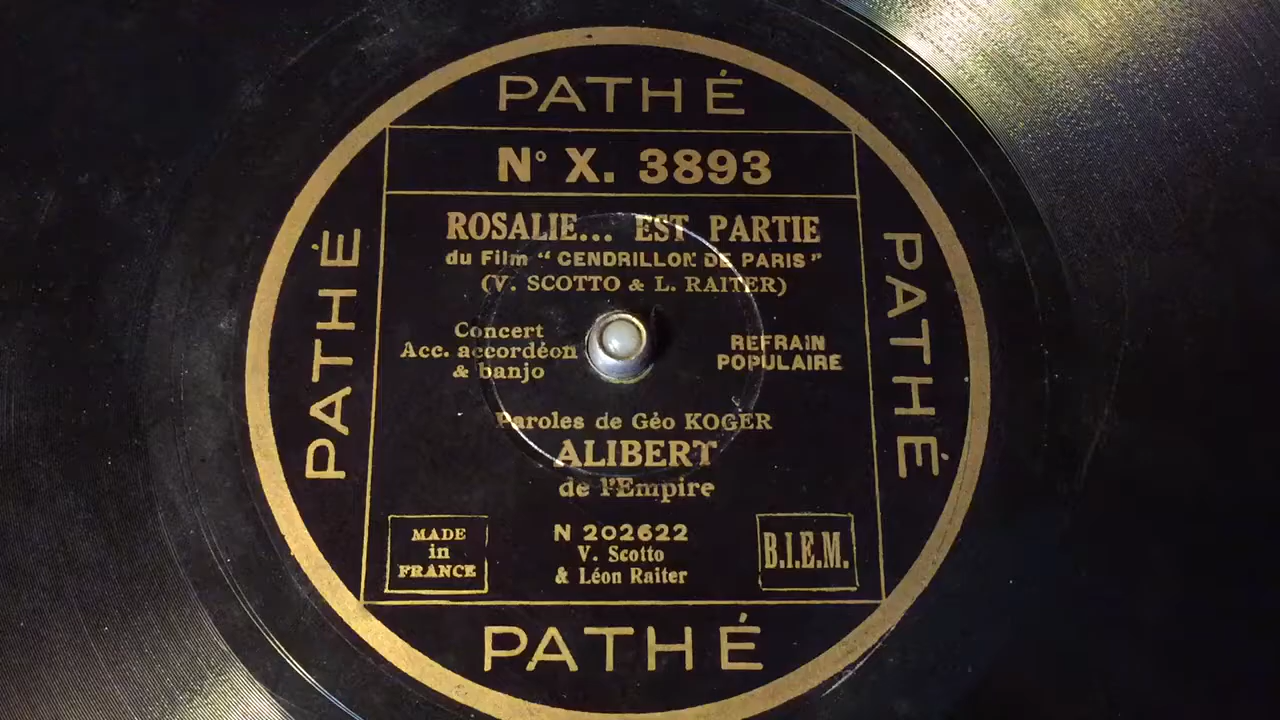 PATHÉ
Nº X. 3893
ROSALIE... EST PARTIE
du Film “ CENDRILLON DE PARIS ”
(V. SCOTTO & L. RAITER)
Concert
Acc. accordéon
& banjo
REFRAIN
POPULAIRE
PATHÉ
PATHÉ
Paroles de Géo KOGER
ALIBERT
de l'Empire
MADE
in
FRANCE
N 202622
V. Scotto
& Léon Raiter
B.I.E.M.
PATHÉ